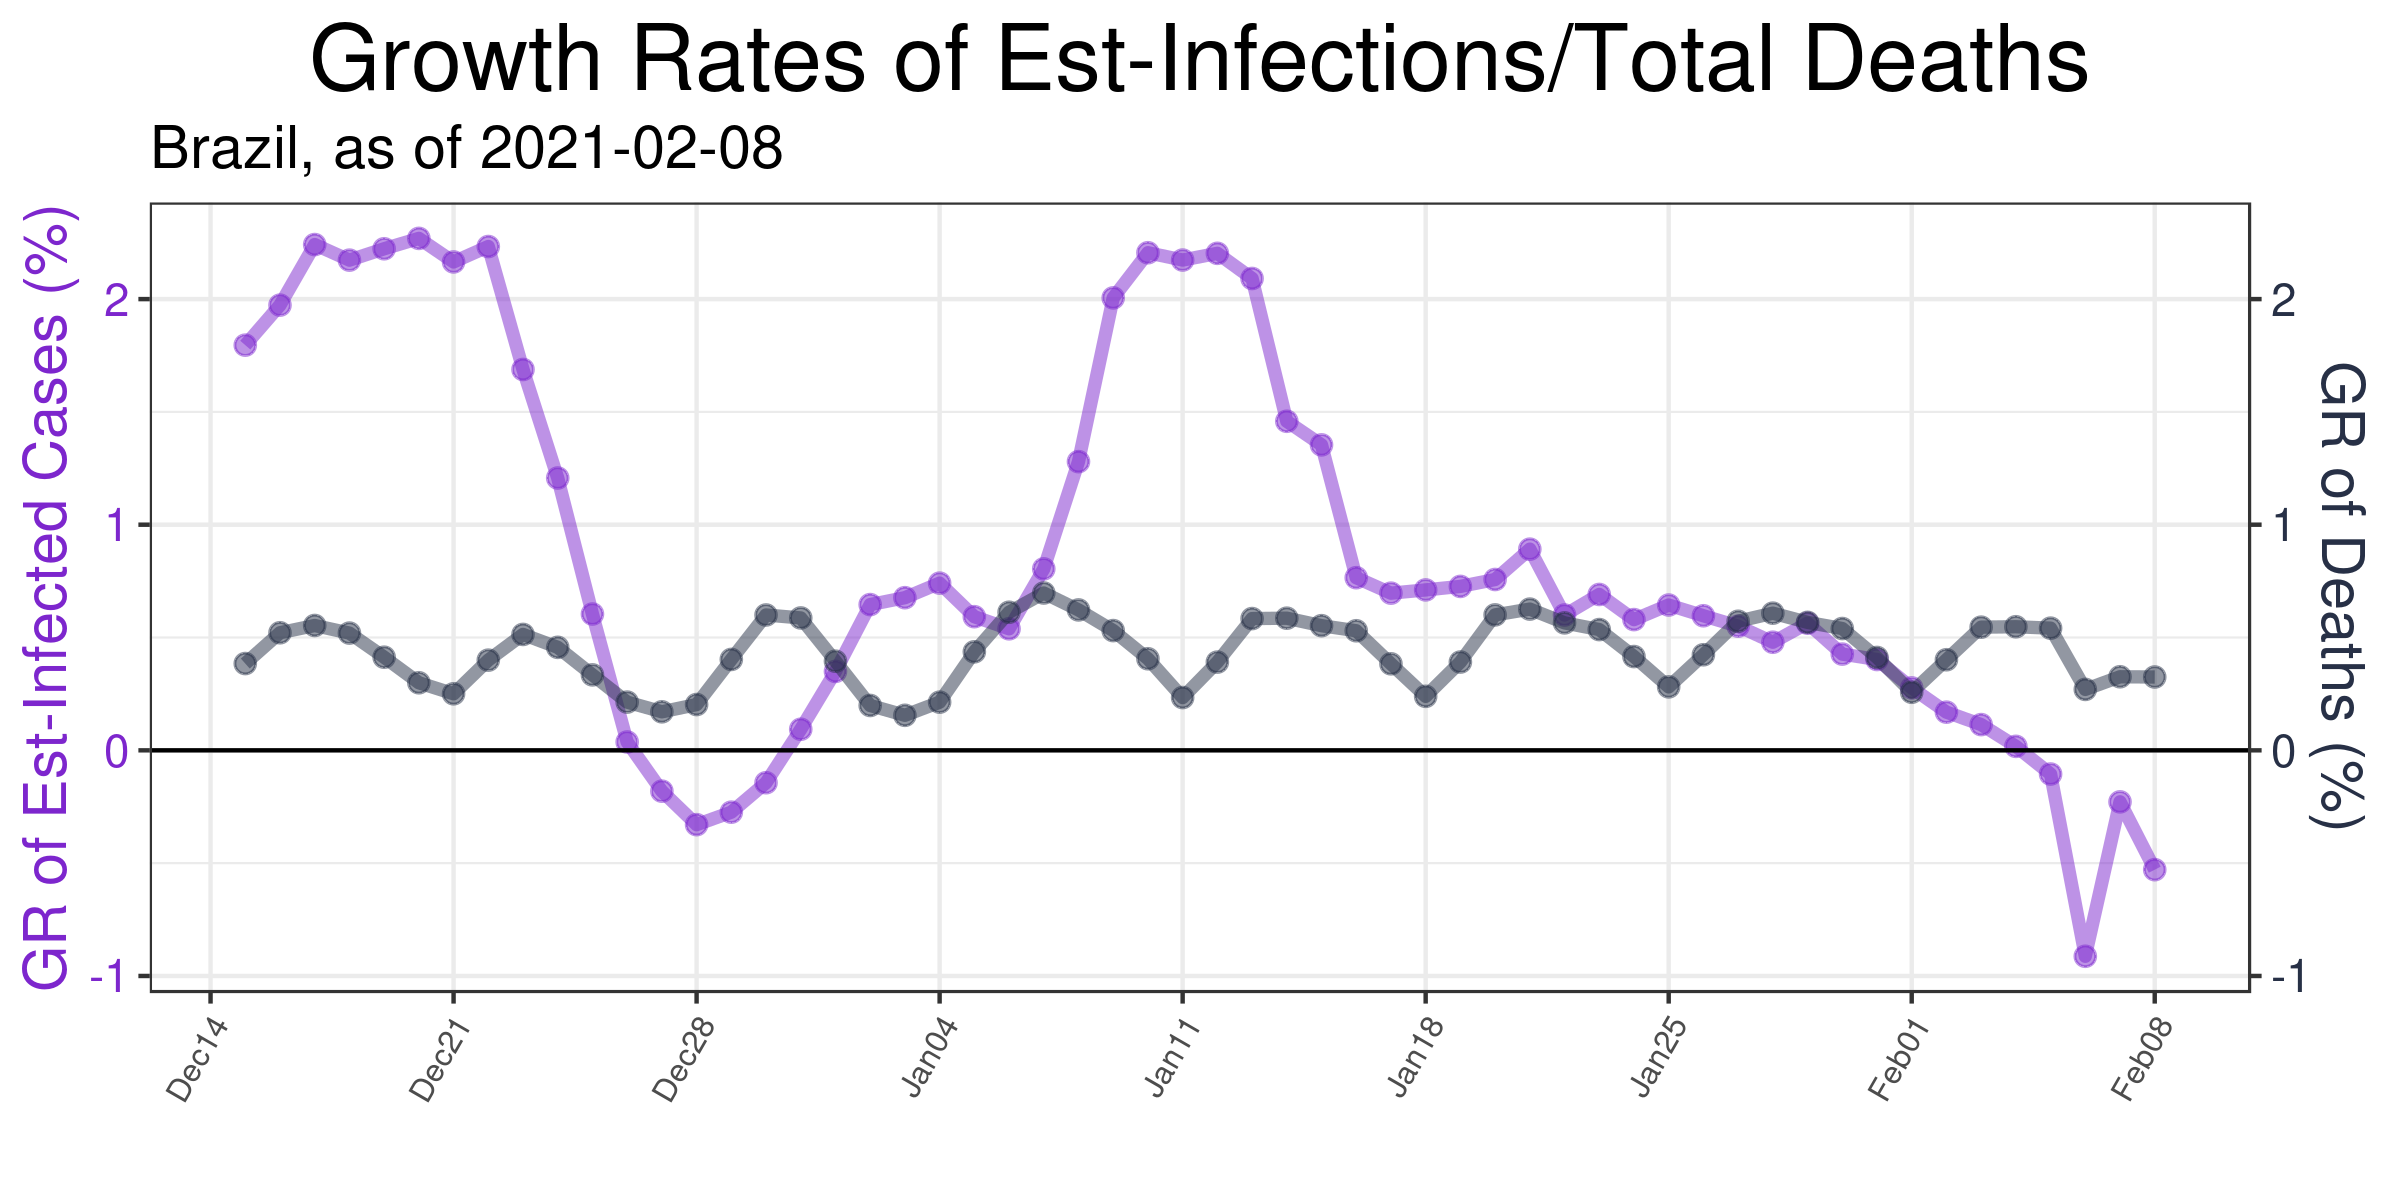 Growth Rates of Est-Infections/Total Deaths
Brazil, as of 2021-02-08
GR of Est-Infected Cases (%)
2
1
0
-1
2
1
0
-1
GR of Deaths (%)
Dec14
Dec21
Dec28
Jan04
Jan11
Jan18
Jan25
Feb01
Feb08